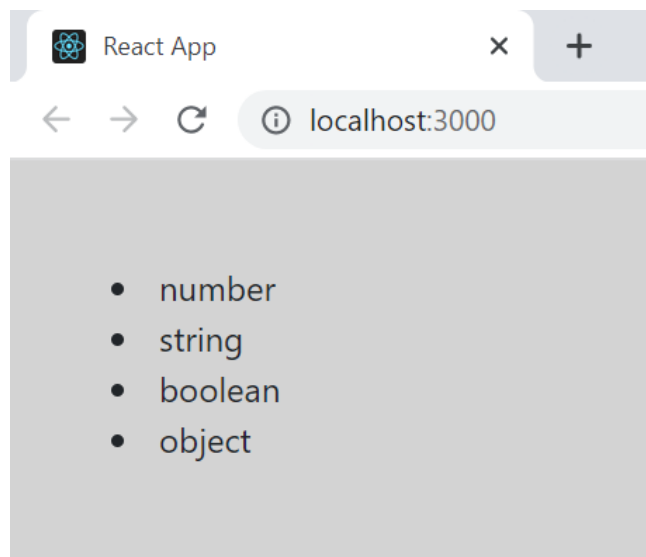 React App
localhost:3000
number
string
boolean
object